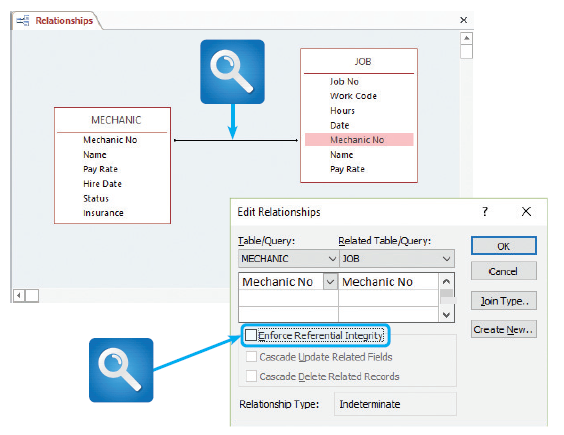 Relationships
MECHANIC
Mechanic No
Name
Pay Rate
Hire Date
Status
Insurance
JOB
Job No
Work Code
Hours
Date
Mechanic No
Name
Pay Rate
Edit Relationships
? X
Table/Query: Related Table/Query:
MECHANIC JOB
Mechanic No Mechanic No
Enforce Referential Integrity
Cascade Update Related Fields
Cascade Delete Related Records
Relationship Type: Indeterminate
OK
Cancel
Join Type..
Create New..